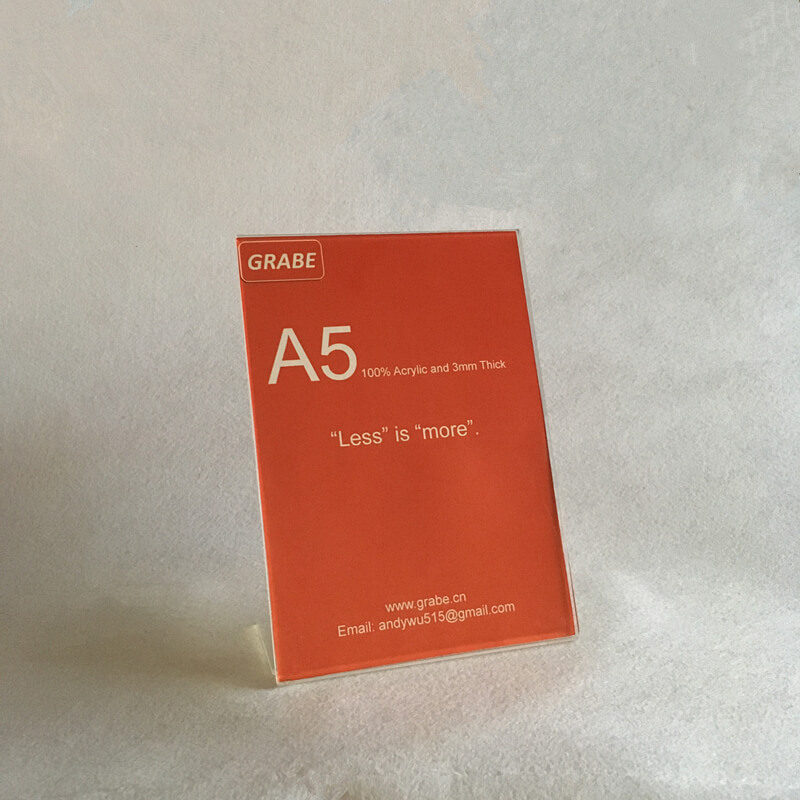 GRABE
A5 100% Acrylic and 3mm Thick
“Less” is “more”.
www.grabe.cn
Email: andywu515@gmail.com